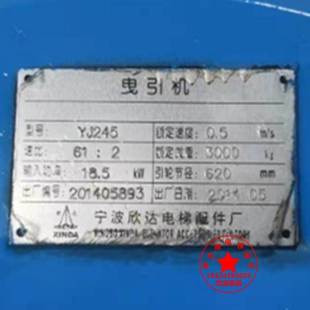 曳引机
型号: YJ245 额定速度: 0.5 m/s
速比: 61:2 额定载重: 3000 kg
输入功率: 18.5 kW 引轮节径: 620 mm
出厂编号: 201405893 出厂日期: 2014.05
宁波欣达电梯配件厂
XINDA